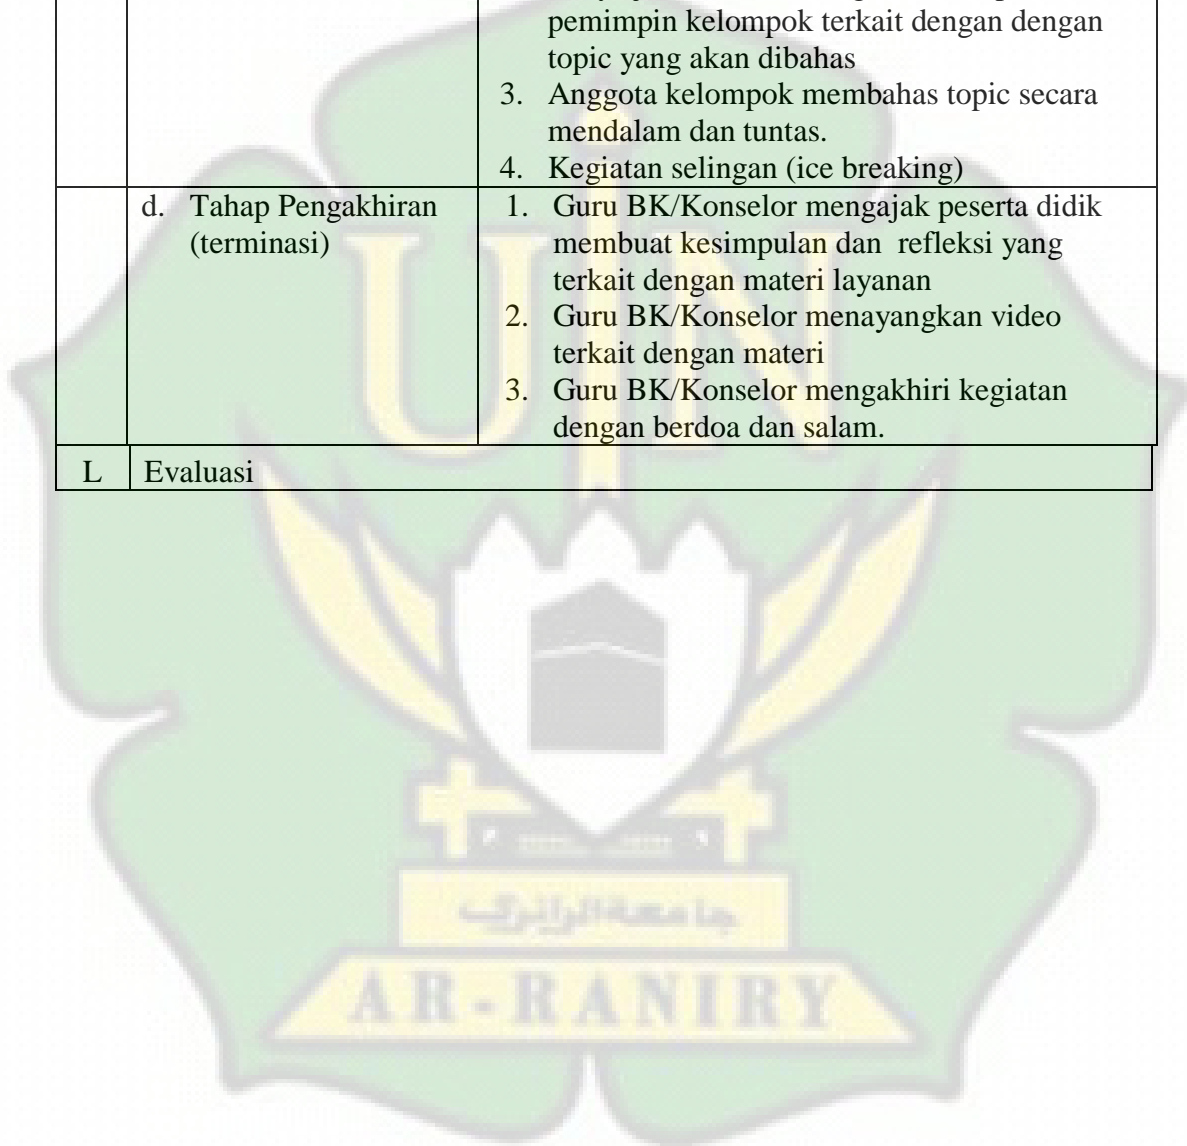 pemimpin kelompok terkait dengan dengan
topic yang akan dibahas
3. Anggota kelompok membahas topic secara
mendalam dan tuntas.
4. Kegiatan selingan (ice breaking)
d. Tahap Pengakhiran
(terminasi)
1. Guru BK/Konselor mengajak peserta didik
membuat kesimpulan dan refleksi yang
terkait dengan materi layanan
2. Guru BK/Konselor menayangkan video
terkait dengan materi
3. Guru BK/Konselor mengakhiri kegiatan
dengan berdoa dan salam.
L Evaluasi
UIN
جامعة الرانري
AR-RANIRY